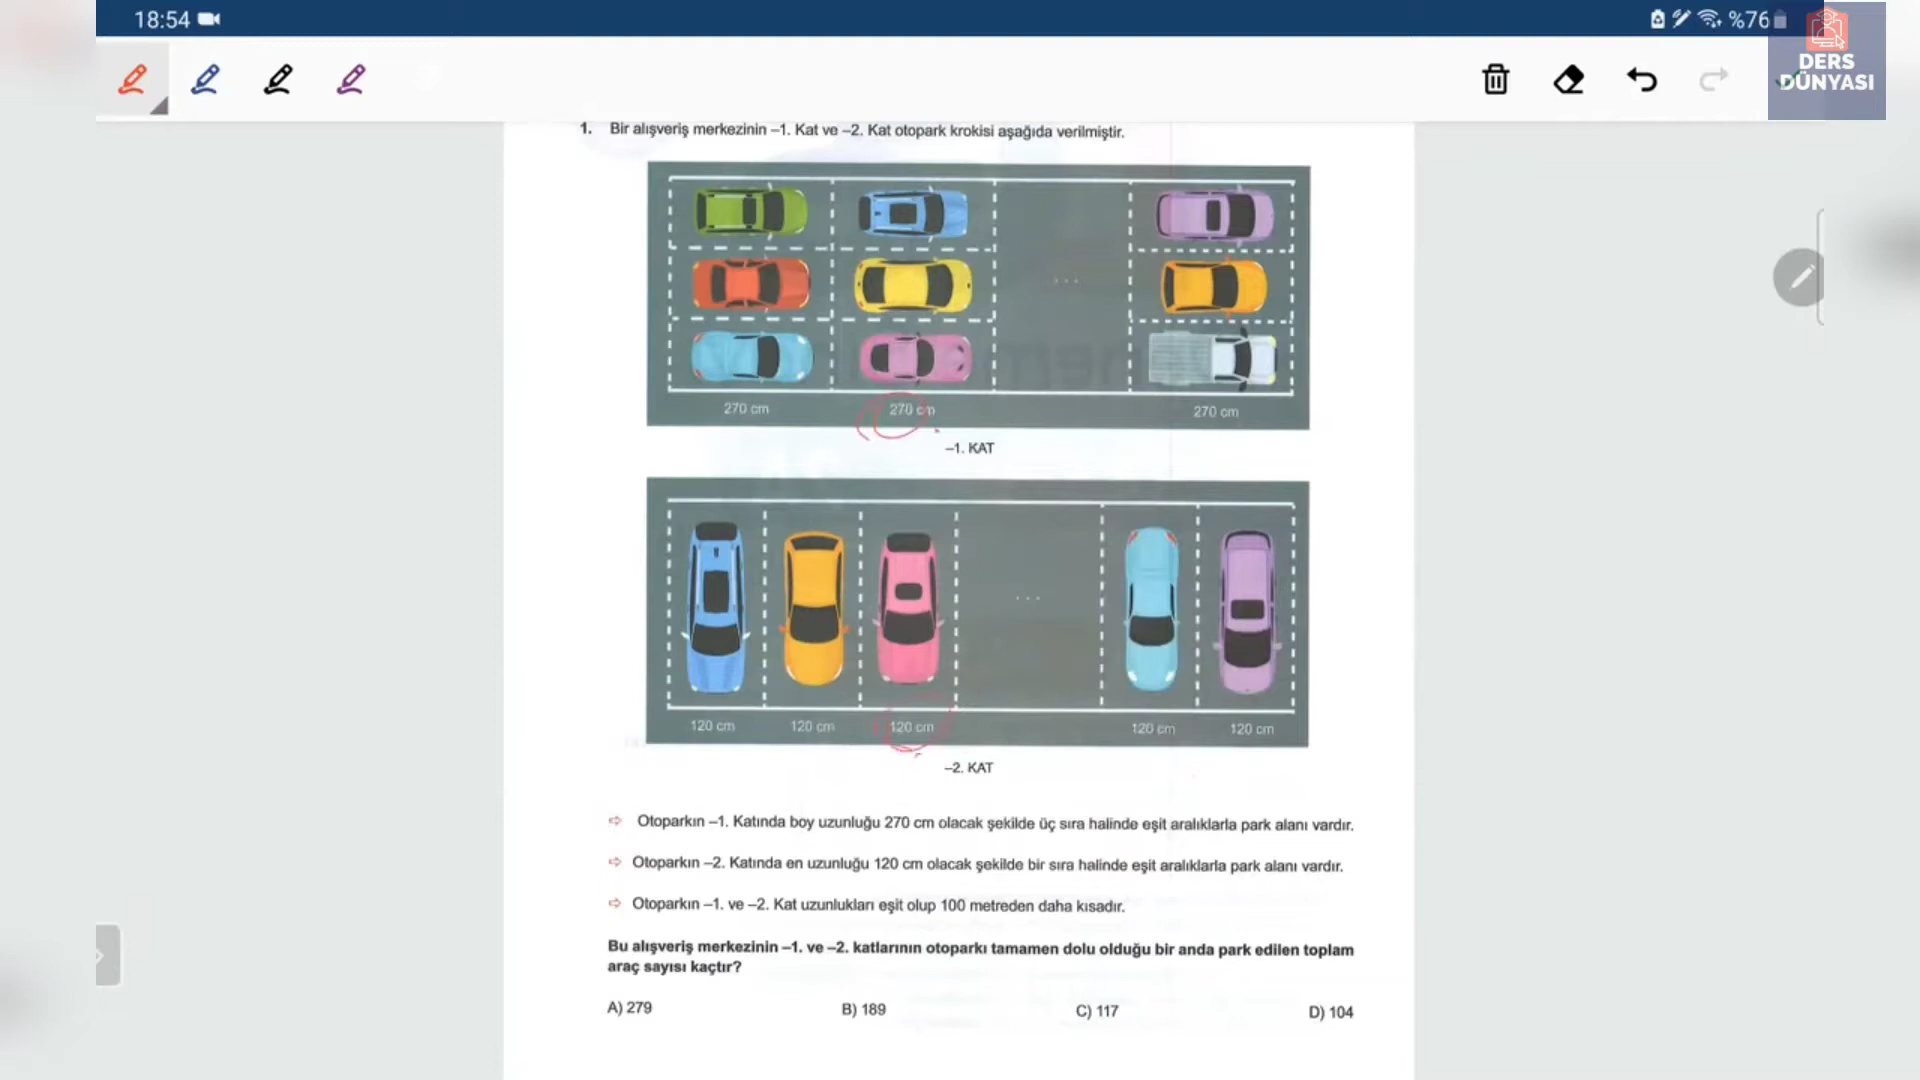 18:54
%76
DERS
DÜNYASI
1. Bir alışveriş merkezinin –1. Kat ve –2. Kat otopark krokisi aşağıda verilmiştir.
...
270 cm 270 cm 270 cm
–1. KAT
...
120 cm 120 cm 120 cm 120 cm 120 cm
–2. KAT
⇨ Otoparkın –1. Katında boy uzunluğu 270 cm olacak şekilde üç sıra halinde eşit aralıklarla park alanı vardır.
⇨ Otoparkın –2. Katında en uzunluğu 120 cm olacak şekilde bir sıra halinde eşit aralıklarla park alanı vardır.
⇨ Otoparkın –1. ve –2. Kat uzunlukları eşit olup 100 metreden daha kısadır.
Bu alışveriş merkezinin –1. ve –2. katlarının otoparkı tamamen dolu olduğu bir anda park edilen toplam
araç sayısı kaçtır?
A) 279 B) 189 C) 117 D) 104